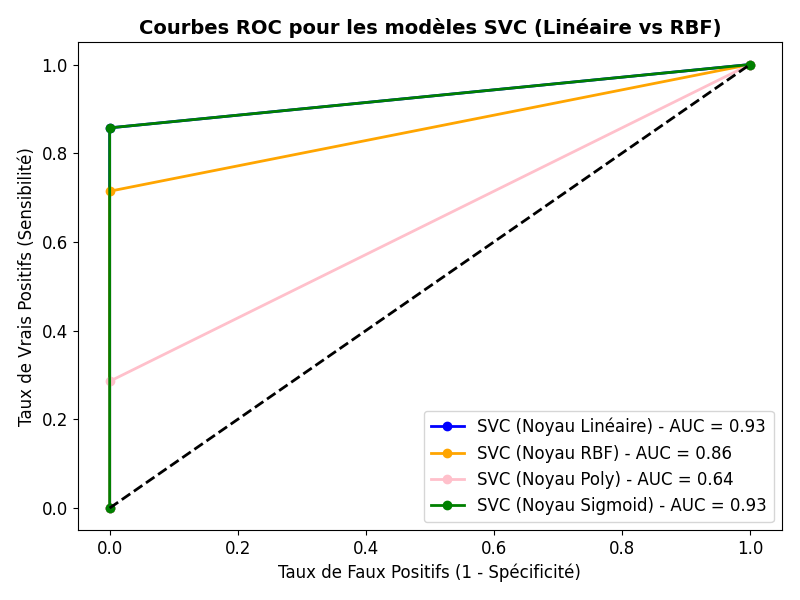 Courbes ROC pour les modèles SVC (Linéaire vs RBF)
Taux de Vrais Positifs (Sensibilité)
1.0
0.8
0.6
0.4
0.2
0.0
SVC (Noyau Linéaire) - AUC = 0.93
SVC (Noyau RBF) - AUC = 0.86
SVC (Noyau Poly) - AUC = 0.64
SVC (Noyau Sigmoid) - AUC = 0.93
0.0 0.2 0.4 0.6 0.8 1.0
Taux de Faux Positifs (1 - Spécificité)